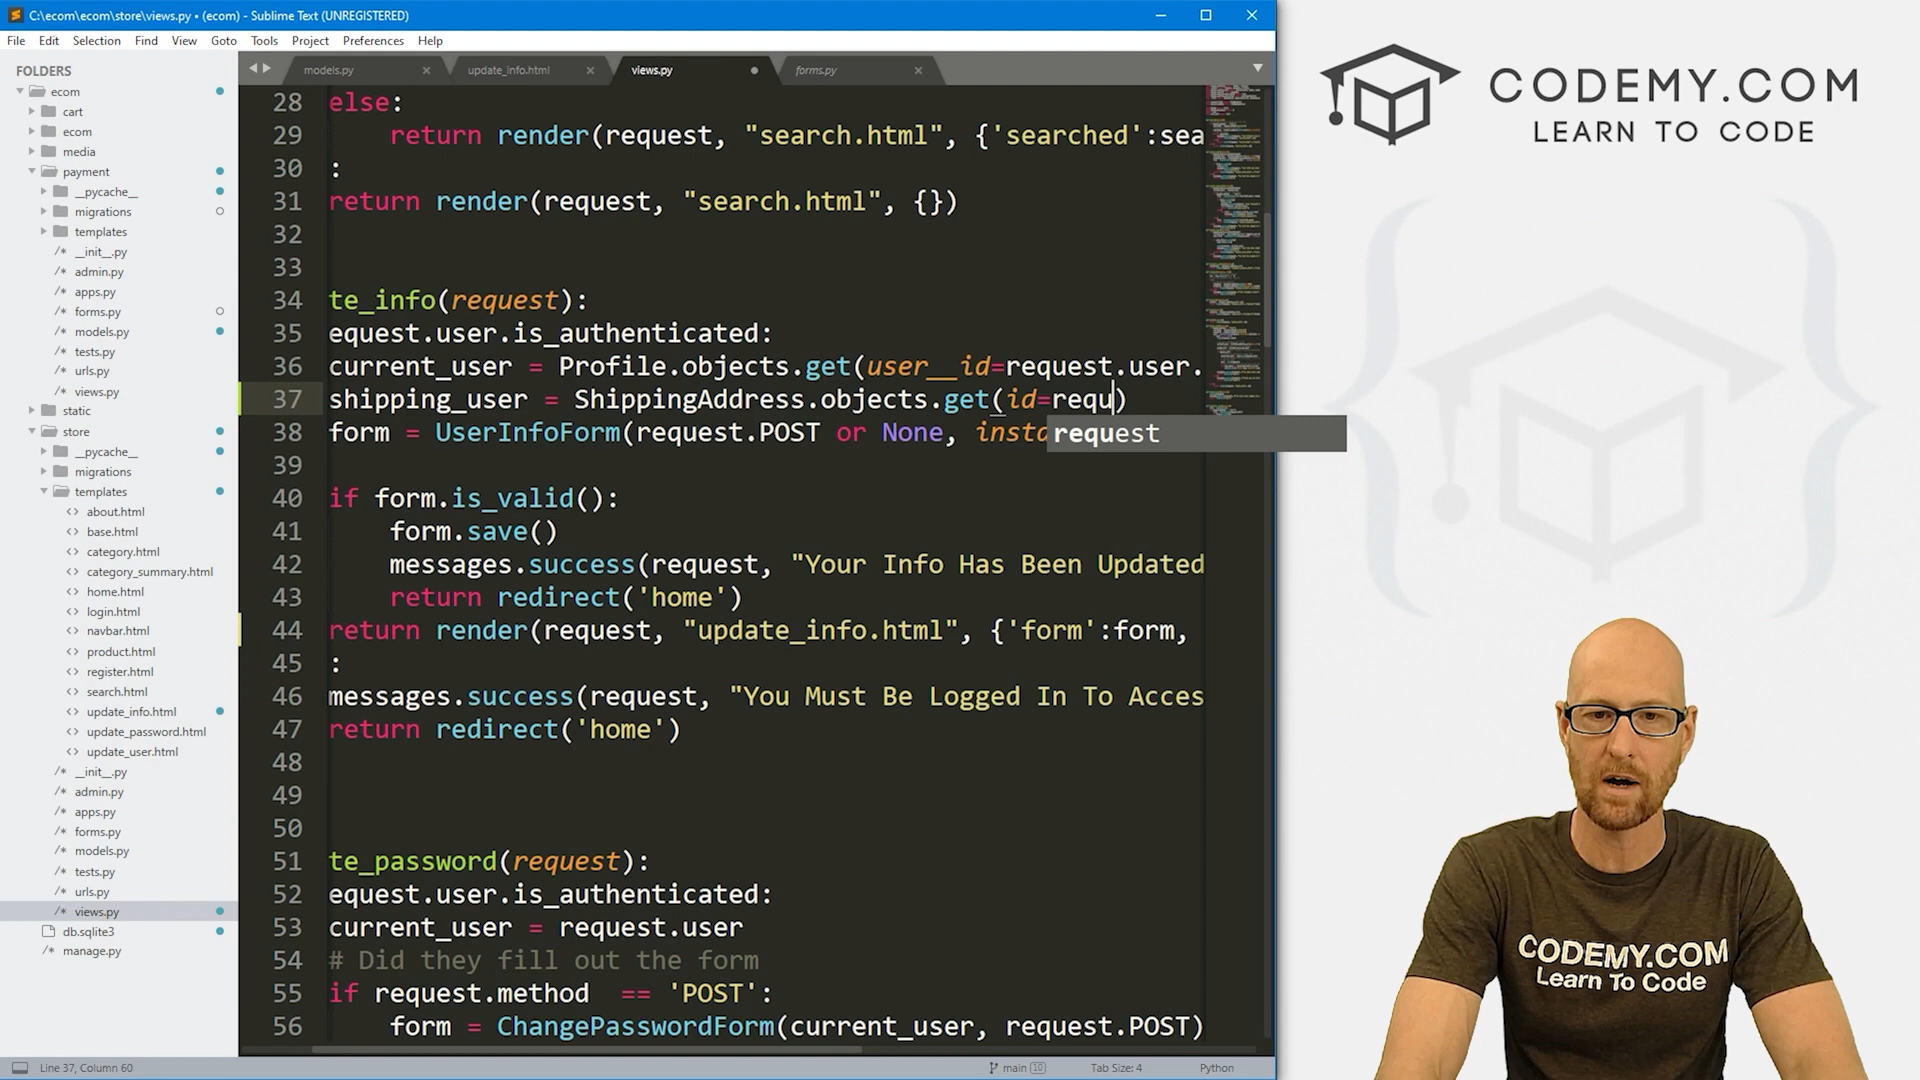 C:\ecom\ecom\store\views.py • (ecom) - Sublime Text (UNREGISTERED)
File Edit Selection Find View Goto Tools Project Preferences Help
FOLDERS
ecom
cart
ecom
media
payment
__pycache__
migrations
templates
__init__.py
admin.py
apps.py
forms.py
models.py
tests.py
urls.py
views.py
static
store
__pycache__
migrations
templates
about.html
base.html
category.html
category_summary.html
home.html
login.html
navbar.html
product.html
register.html
search.html
update_info.html
update_password.html
update_user.html
__init__.py
admin.py
apps.py
forms.py
models.py
tests.py
urls.py
views.py
db.sqlite3
manage.py
models.py update_info.html views.py forms.py
28 else:
29 return render(request, "search.html", {'searched':sea
30 :
31 return render(request, "search.html", {})
32
33
34 te_info(request):
35 equest.user.is_authenticated:
36 current_user = Profile.objects.get(user__id=request.user.
37 shipping_user = ShippingAddress.objects.get(id=requ)
38 form = UserInfoForm(request.POST or None, insta
request
39
40 if form.is_valid():
41 form.save()
42 messages.success(request, "Your Info Has Been Updated
43 return redirect('home')
44 return render(request, "update_info.html", {'form':form,
45 :
46 messages.success(request, "You Must Be Logged In To Acces
47 return redirect('home')
48
49
50
51 te_password(request):
52 equest.user.is_authenticated:
53 current_user = request.user
54 # Did they fill out the form
55 if request.method  == 'POST':
56 form = ChangePasswordForm(current_user, request.POST)
Line 37, Column 60
main 10
Tab Size: 4
Python
CODEMY.COM
LEARN TO CODE
CODEMY.COM
Learn To Code